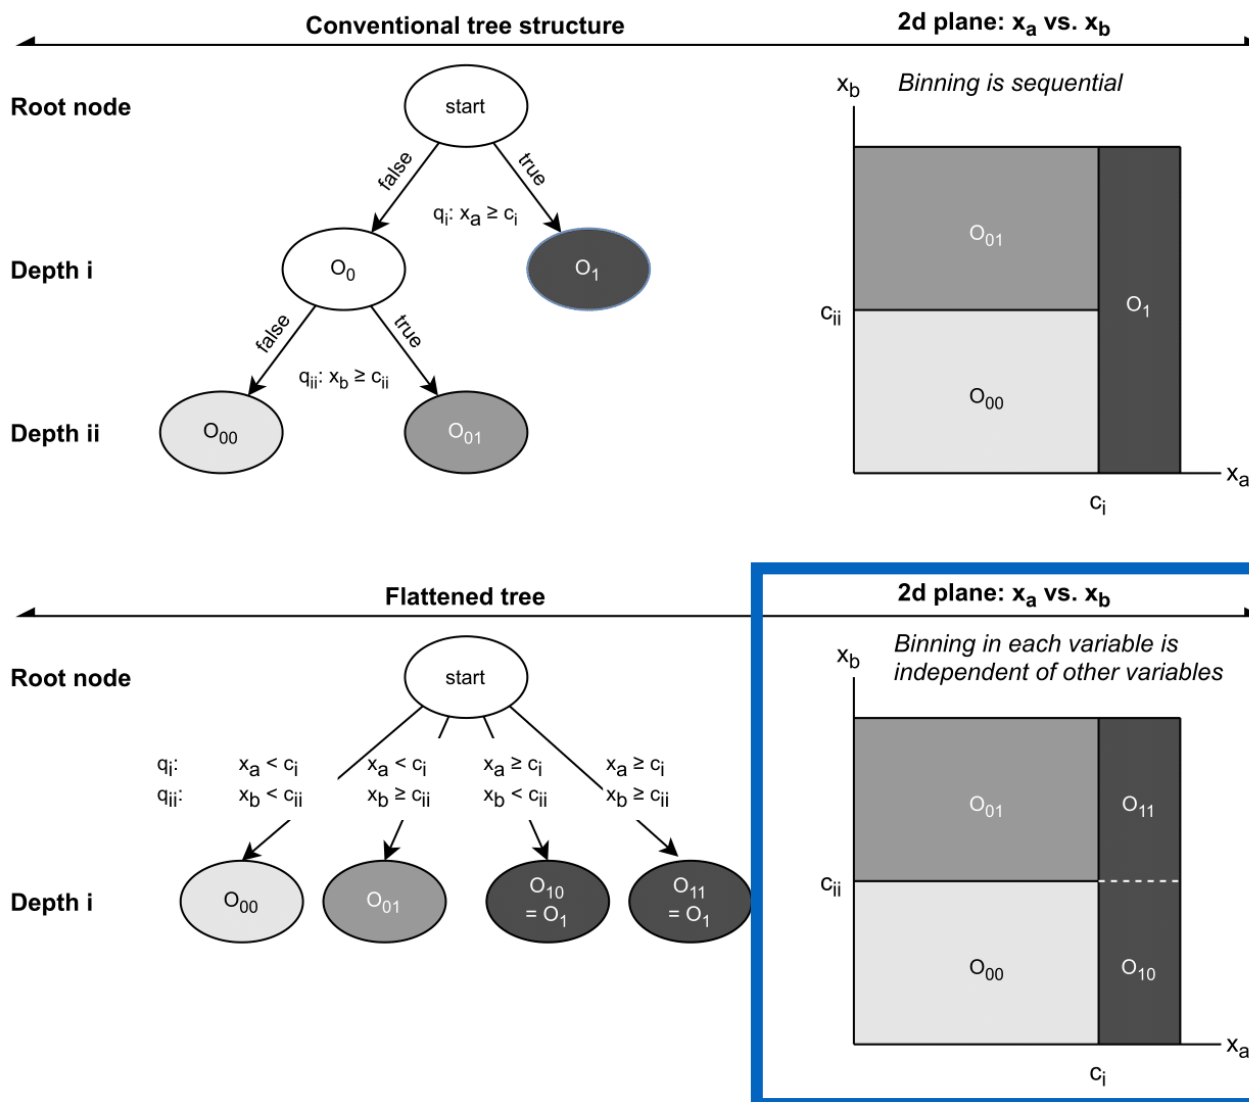 Conventional tree structure
2d plane: xa vs. xb
Root node
start
xb
Binning is sequential
false
true
qi: xa ≥ ci
Depth i
O0
O1
O01
O1
false
true
cii
qii: xb ≥ cii
Depth ii
O00
O01
O00
xa
ci
Flattened tree
2d plane: xa vs. xb
Root node
start
xb
Binning in each variable is
independent of other variables
qi: xa < ci xa < ci xa ≥ ci xa ≥ ci
qii: xb < cii xb ≥ cii xb < cii xb ≥ cii
O01
O11
Depth i
O00
O01
O10
= O1
O11
= O1
cii
O00
O10
xa
ci